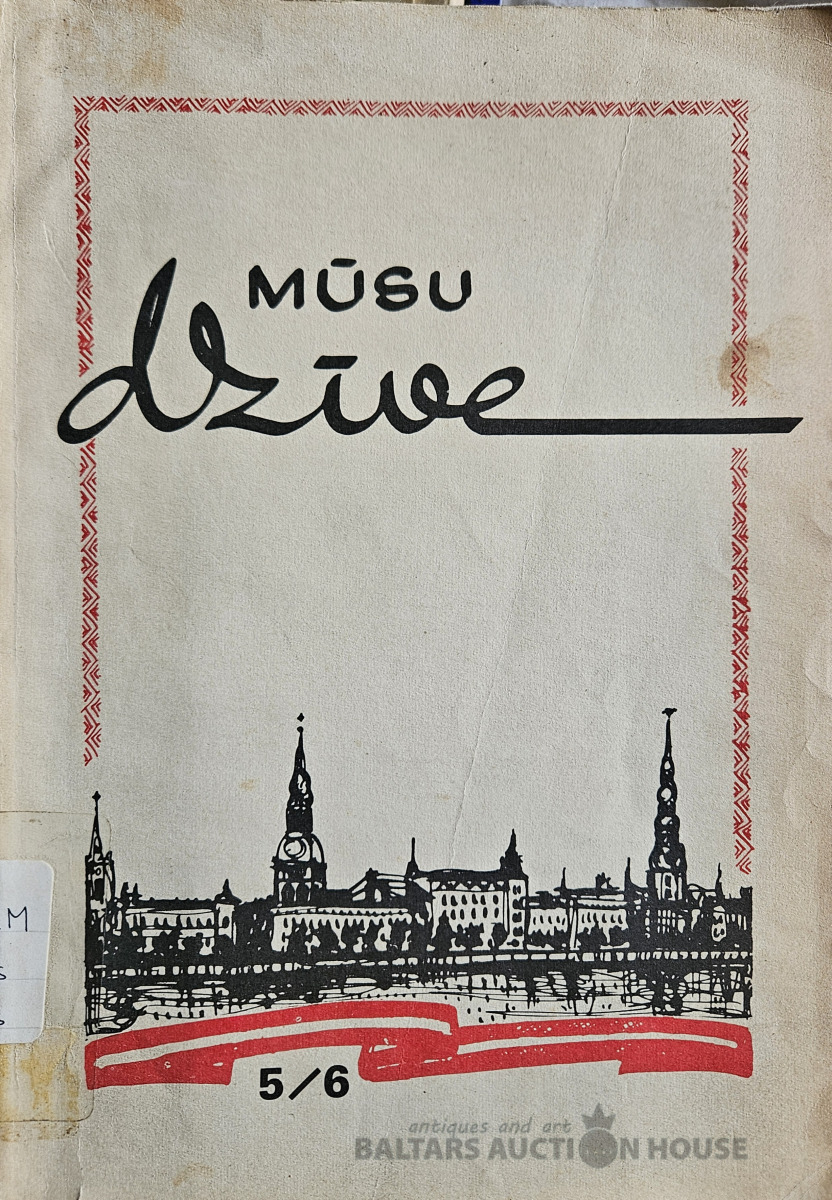 MŪSU
dzīve
M
5/6
antiques and art
BALTARS AUCTION HOUSE